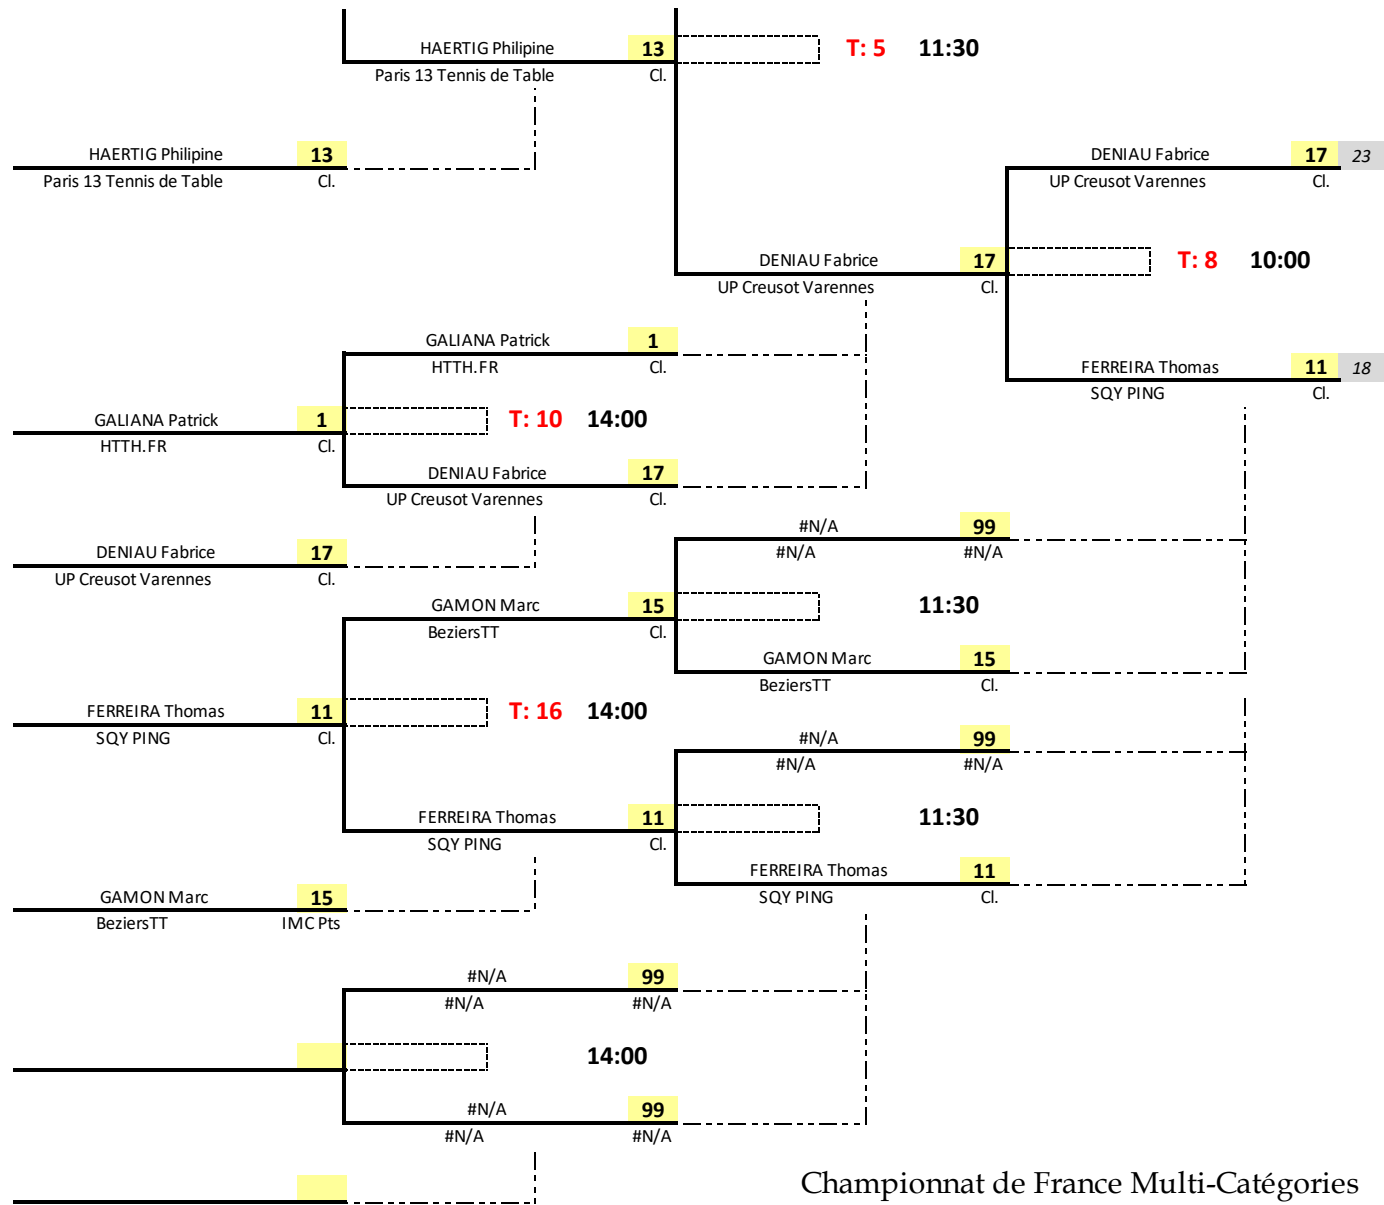 HAERTIG Philipine 13 T: 5 11:30
Paris 13 Tennis de Table Cl.
HAERTIG Philipine 13 DENIAU Fabrice 17 23
Paris 13 Tennis de Table Cl. UP Creusot Varennes Cl.
DENIAU Fabrice 17 T: 8 10:00
UP Creusot Varennes Cl.
GALIANA Patrick 1
HTTH.FR Cl. FERREIRA Thomas 11 18
SQY PING Cl.
GALIANA Patrick 1 T: 10 14:00
HTTH.FR Cl.
DENIAU Fabrice 17
UP Creusot Varennes Cl.
#N/A 99
DENIAU Fabrice 17 #N/A #N/A
UP Creusot Varennes Cl.
GAMON Marc 15 11:30
BeziersTT Cl.
GAMON Marc 15
BeziersTT Cl.
FERREIRA Thomas 11 T: 16 14:00
SQY PING Cl. #N/A 99
#N/A #N/A
FERREIRA Thomas 11 11:30
SQY PING Cl.
FERREIRA Thomas 11
GAMON Marc 15 SQY PING Cl.
BeziersTT IMC Pts
#N/A 99
#N/A #N/A
14:00
#N/A 99
#N/A #N/A
Championnat de France Multi-Catégories